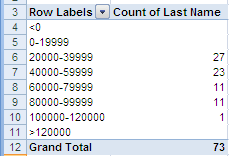 3 Row Labels Count of Last Name
4 <0
5 0-19999
6 20000-39999 27
7 40000-59999 23
8 60000-79999 11
9 80000-99999 11
10 100000-120000 1
11 >120000
12 Grand Total 73